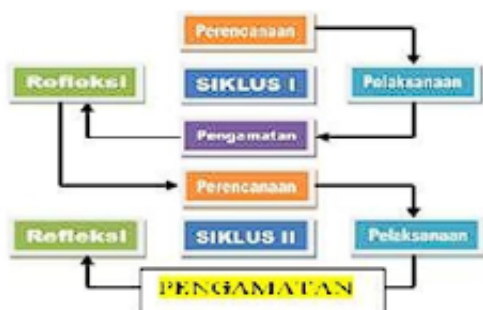 Perencanaan
Refleksi
SIKLUS I
Pelaksanaan
Pengamatan
Perencanaan
Refleksi
SIKLUS II
Pelaksanaan
PENGAMATAN